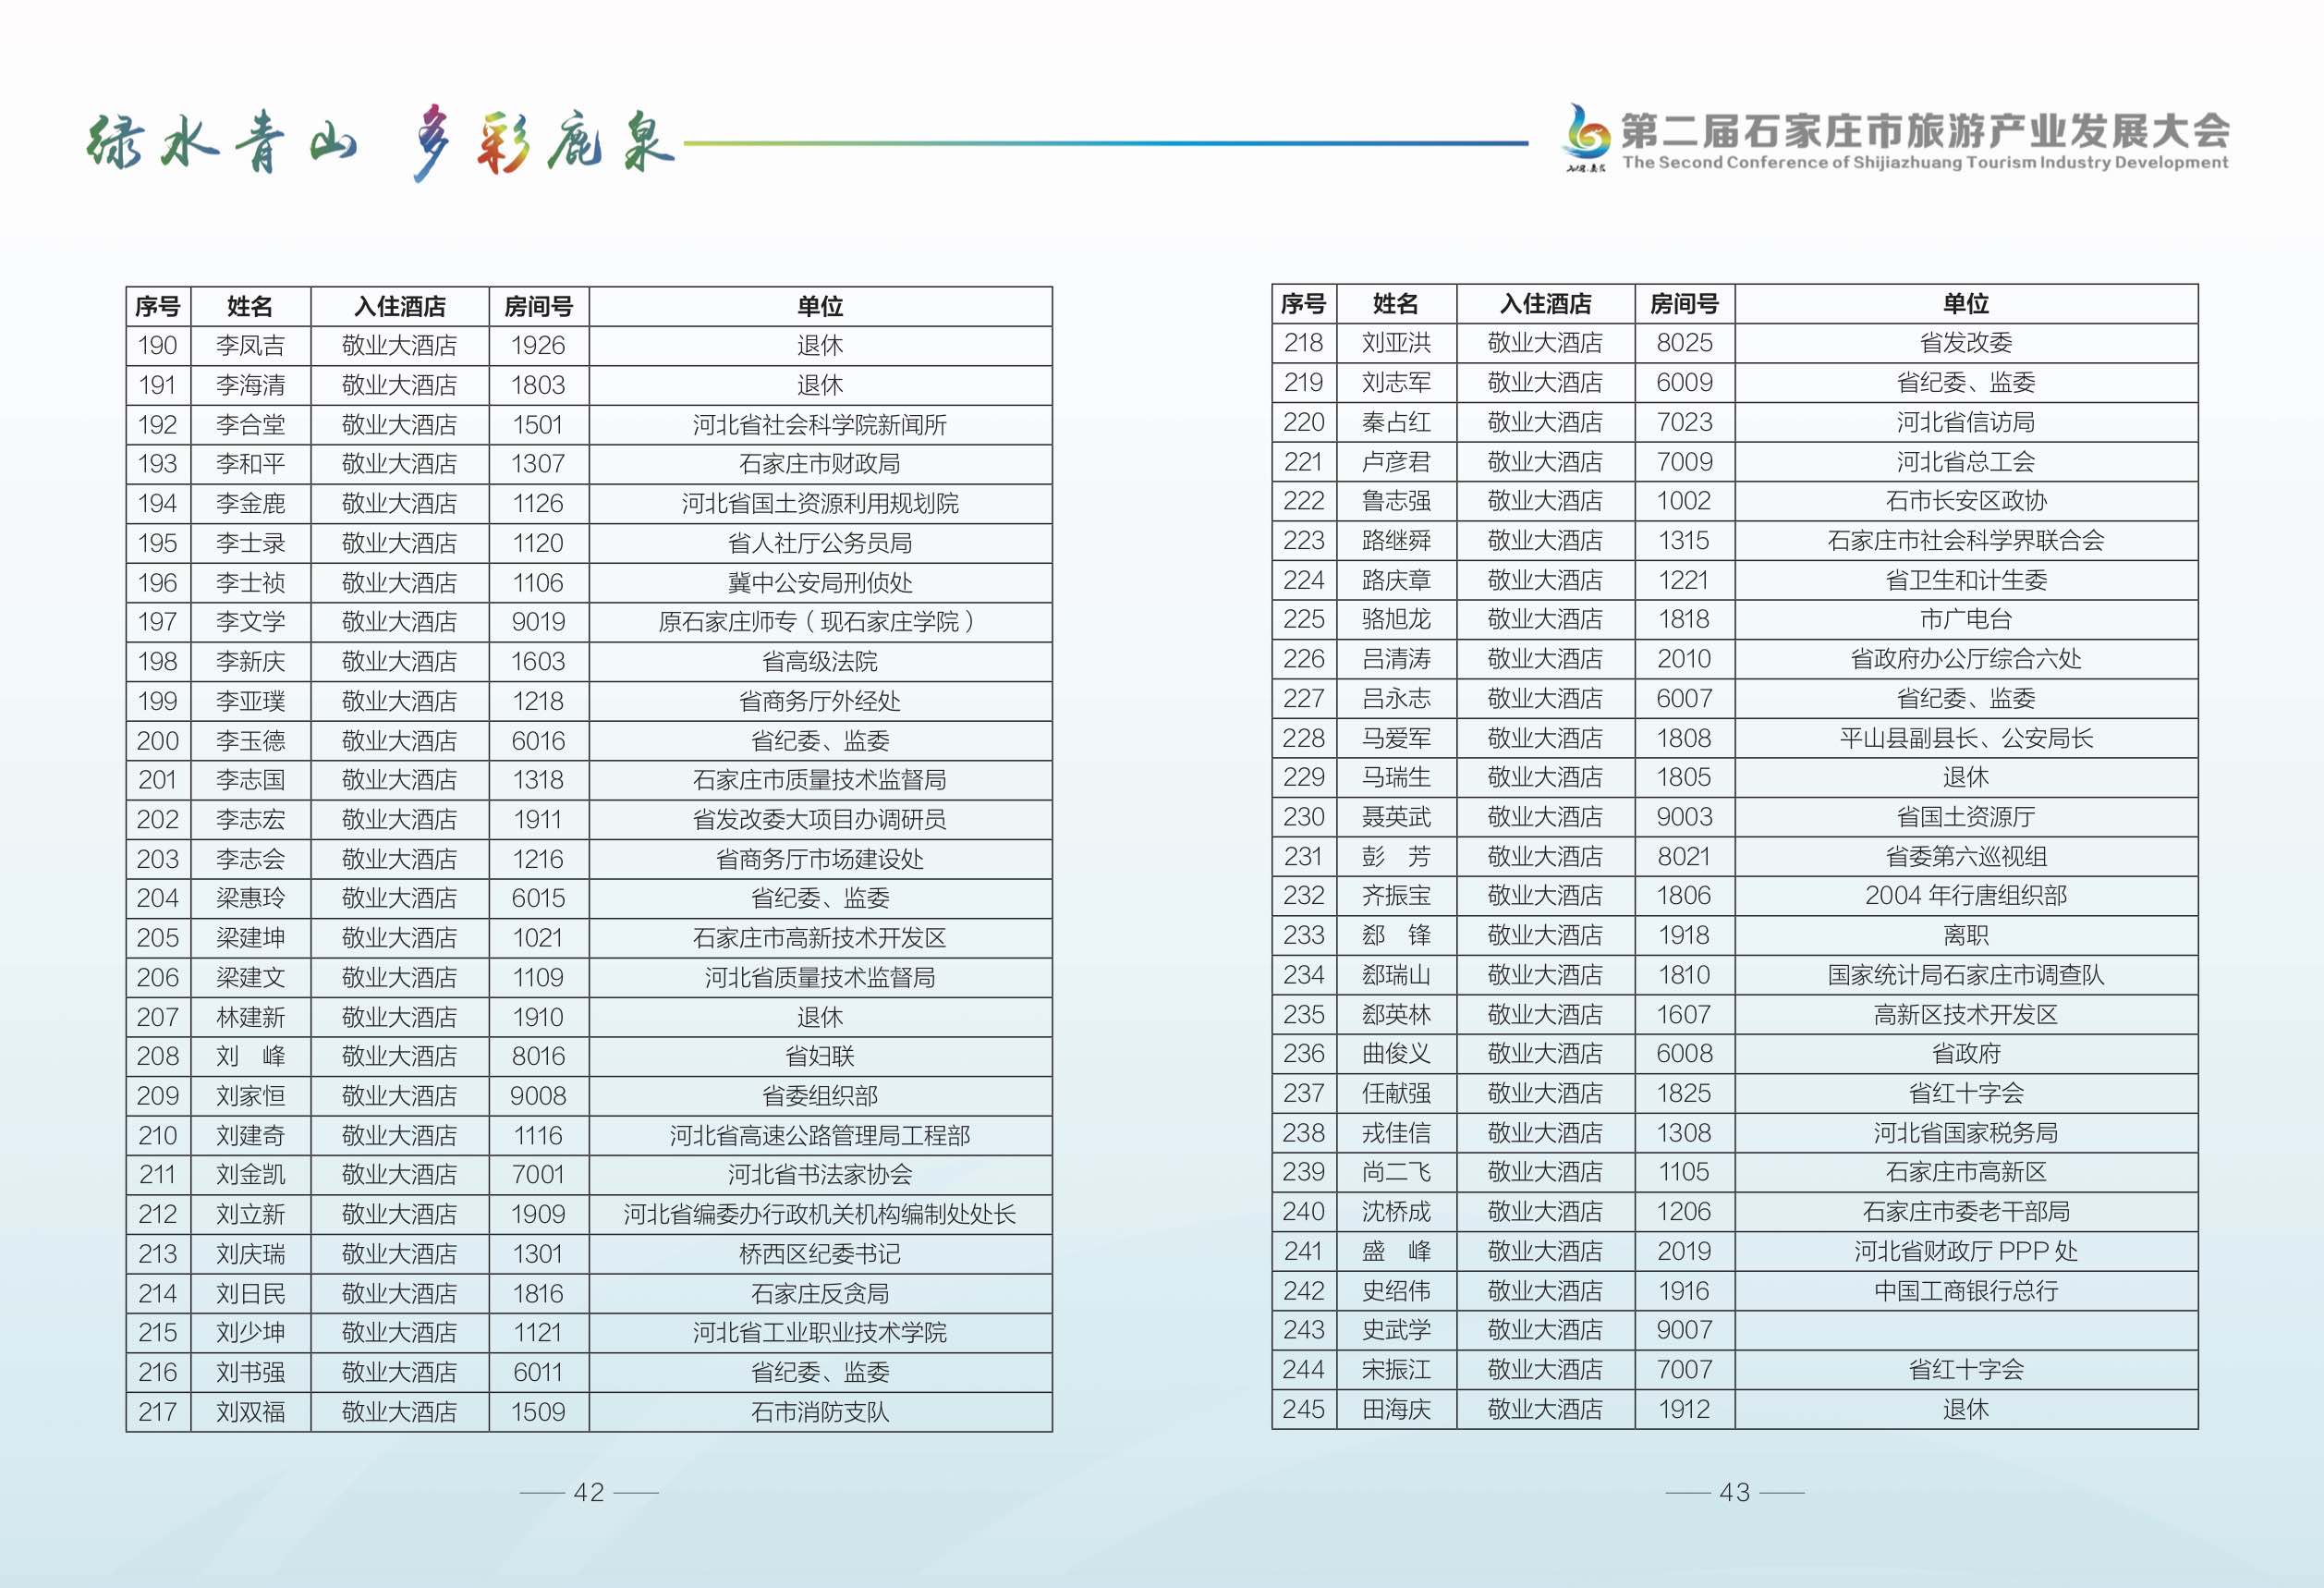 绿水青山 多彩鹿泉
第二届石家庄市旅游产业发展大会
The Second Conference of Shijiazhuang Tourism Industry Development
序号 姓名 入住酒店 房间号 单位
190 李凤吉 敬业大酒店 1926 退休
191 李海清 敬业大酒店 1803 退休
192 李合堂 敬业大酒店 1501 河北省社会科学院新闻所
193 李和平 敬业大酒店 1307 石家庄市财政局
194 李金鹿 敬业大酒店 1126 河北省国土资源利用规划院
195 李士录 敬业大酒店 1120 省人社厅公务员局
196 李士祯 敬业大酒店 1106 冀中公安局刑侦处
197 李文学 敬业大酒店 9019 原石家庄师专（现石家庄学院）
198 李新庆 敬业大酒店 1603 省高级法院
199 李亚璞 敬业大酒店 1218 省商务厅外经处
200 李玉德 敬业大酒店 6016 省纪委、监委
201 李志国 敬业大酒店 1318 石家庄市质量技术监督局
202 李志宏 敬业大酒店 1911 省发改委大项目办调研员
203 李志会 敬业大酒店 1216 省商务厅市场建设处
204 梁惠玲 敬业大酒店 6015 省纪委、监委
205 梁建坤 敬业大酒店 1021 石家庄市高新技术开发区
206 梁建文 敬业大酒店 1109 河北省质量技术监督局
207 林建新 敬业大酒店 1910 退休
208 刘　峰 敬业大酒店 8016 省妇联
209 刘家恒 敬业大酒店 9008 省委组织部
210 刘建奇 敬业大酒店 1116 河北省高速公路管理局工程部
211 刘金凯 敬业大酒店 7001 河北省书法家协会
212 刘立新 敬业大酒店 1909 河北省编委办行政机关机构编制处处长
213 刘庆瑞 敬业大酒店 1301 桥西区纪委书记
214 刘日民 敬业大酒店 1816 石家庄反贪局
215 刘少坤 敬业大酒店 1121 河北省工业职业技术学院
216 刘书强 敬业大酒店 6011 省纪委、监委
217 刘双福 敬业大酒店 1509 石市消防支队
42
序号 姓名 入住酒店 房间号 单位
218 刘亚洪 敬业大酒店 8025 省发改委
219 刘志军 敬业大酒店 6009 省纪委、监委
220 秦占红 敬业大酒店 7023 河北省信访局
221 卢彦君 敬业大酒店 7009 河北省总工会
222 鲁志强 敬业大酒店 1002 石市长安区政协
223 路继舜 敬业大酒店 1315 石家庄市社会科学界联合会
224 路庆章 敬业大酒店 1221 省卫生和计生委
225 骆旭龙 敬业大酒店 1818 市广电台
226 吕清涛 敬业大酒店 2010 省政府办公厅综合六处
227 吕永志 敬业大酒店 6007 省纪委、监委
228 马爱军 敬业大酒店 1808 平山县副县长、公安局长
229 马瑞生 敬业大酒店 1805 退休
230 聂英武 敬业大酒店 9003 省国土资源厅
231 彭　芳 敬业大酒店 8021 省委第六巡视组
232 齐振宝 敬业大酒店 1806 2004 年行唐组织部
233 郄　锋 敬业大酒店 1918 离职
234 郄瑞山 敬业大酒店 1810 国家统计局石家庄市调查队
235 郄英林 敬业大酒店 1607 高新区技术开发区
236 曲俊义 敬业大酒店 6008 省政府
237 任献强 敬业大酒店 1825 省红十字会
238 戎佳信 敬业大酒店 1308 河北省国家税务局
239 尚二飞 敬业大酒店 1105 石家庄市高新区
240 沈桥成 敬业大酒店 1206 石家庄市委老干部局
241 盛　峰 敬业大酒店 2019 河北省财政厅 PPP 处
242 史绍伟 敬业大酒店 1916 中国工商银行总行
243 史武学 敬业大酒店 9007
244 宋振江 敬业大酒店 7007 省红十字会
245 田海庆 敬业大酒店 1912 退休
43